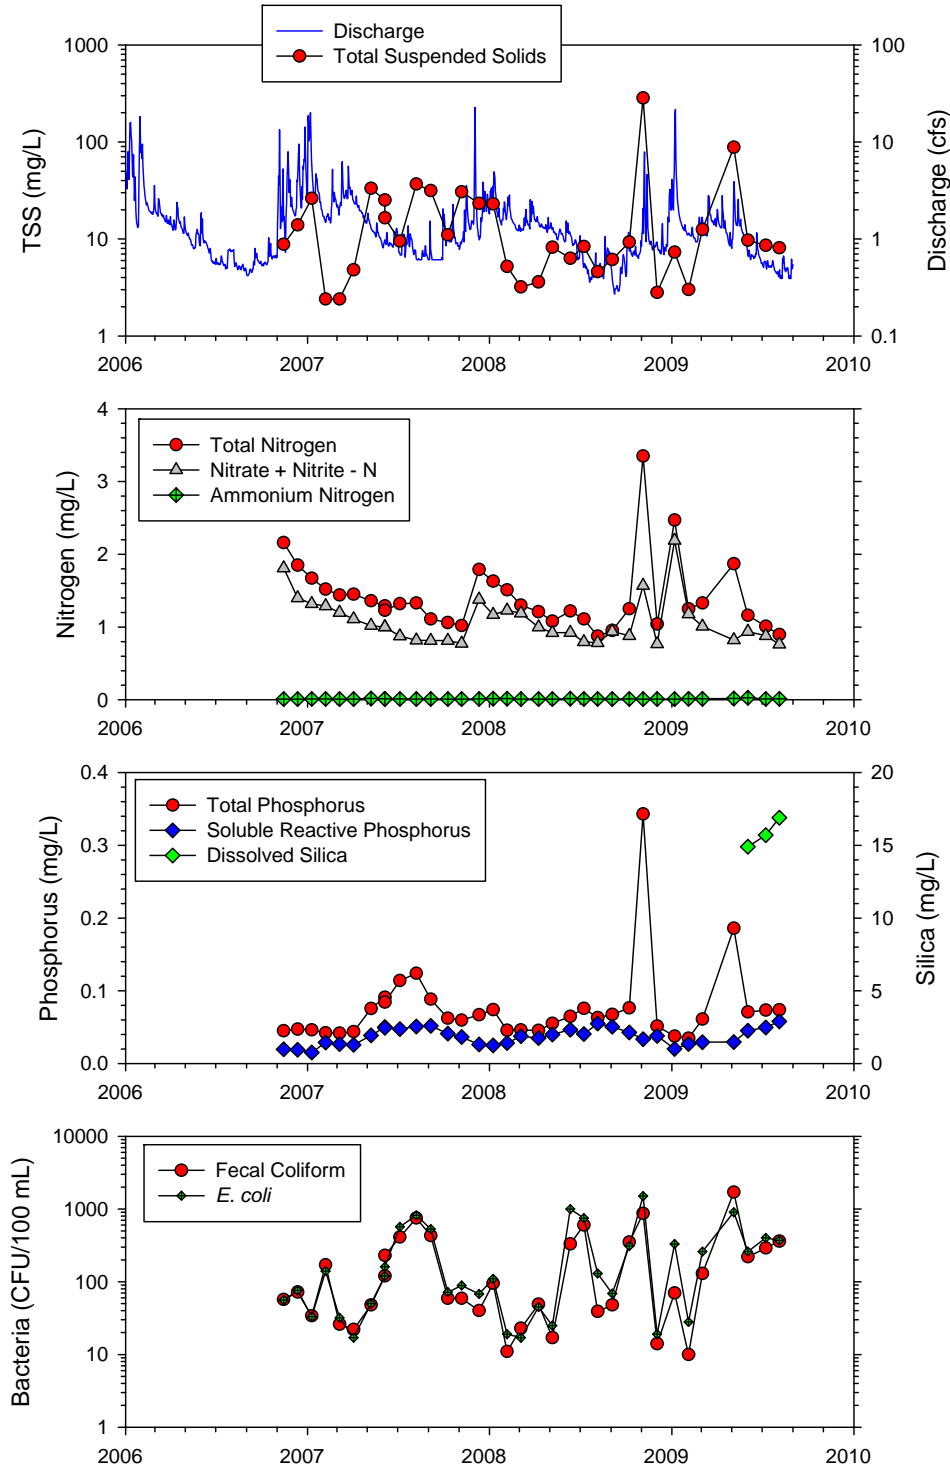 Discharge
Total Suspended Solids
1000
100
10
1
TSS (mg/L)
100
10
1
0.1
Discharge (cfs)
2006 2007 2008 2009 2010
4
3
2
1
0
Nitrogen (mg/L)
Total Nitrogen
Nitrate + Nitrite - N
Ammonium Nitrogen
2006 2007 2008 2009 2010
0.4
0.3
0.2
0.1
0.0
Phosphorus (mg/L)
Total Phosphorus
Soluble Reactive Phosphorus
Dissolved Silica
20
15
10
5
0
Silica (mg/L)
2006 2007 2008 2009 2010
10000
1000
100
10
1
Bacteria (CFU/100 mL)
Fecal Coliform
E. coli
2006 2007 2008 2009 2010